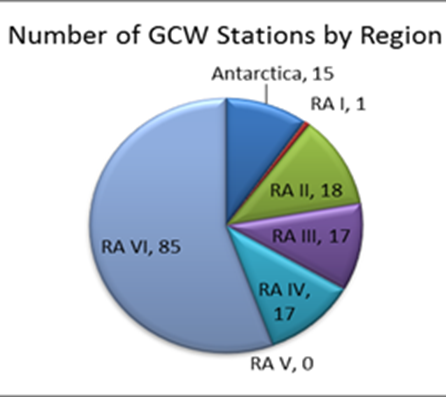 Number of GCW Stations by Region
Antarctica, 15
RA I, 1
RA II, 18
RA III, 17
RA IV,
17
RA V, 0
RA VI, 85